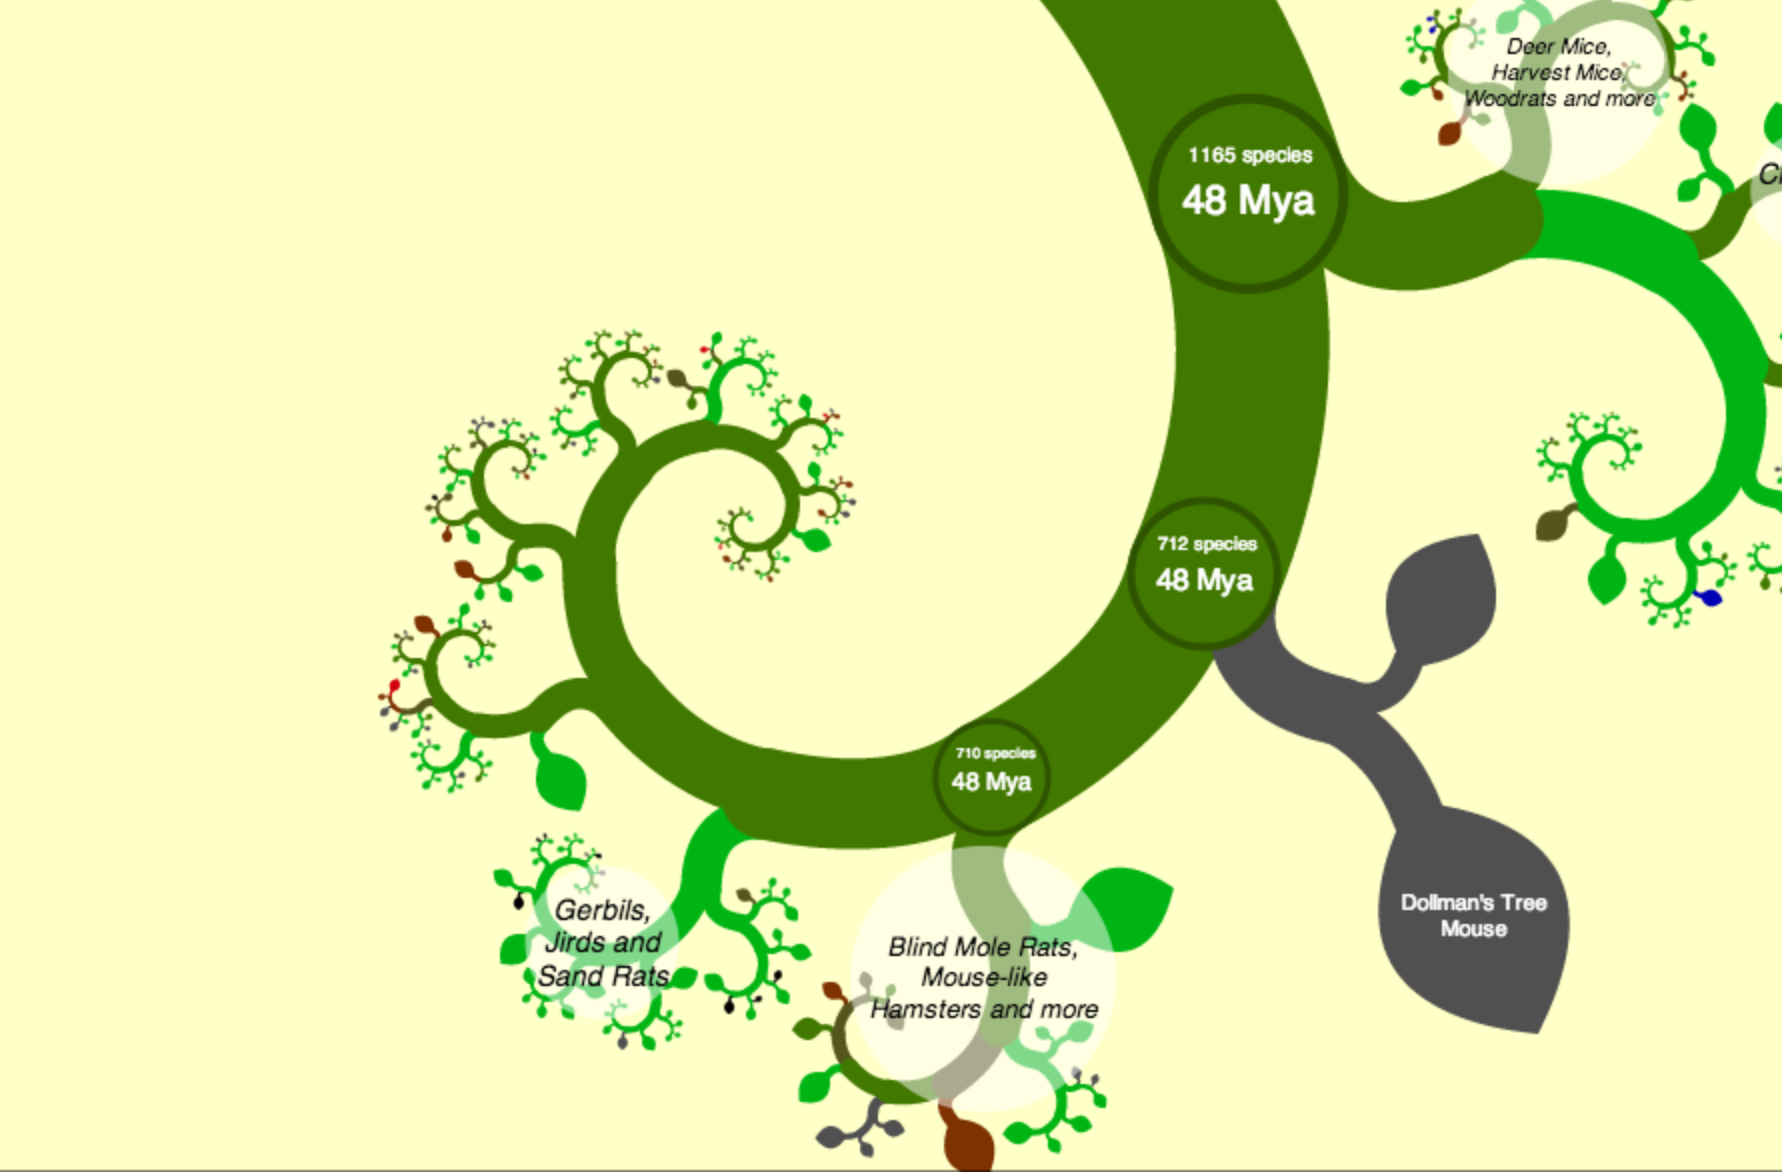 Deer Mice,
Harvest Mice,
Woodrats and more
1165 species
48 Mya
712 species
48 Mya
710 species
48 Mya
Dollman's Tree
Mouse
Gerbils,
Jirds and
Sand Rats
Blind Mole Rats,
Mouse-like
Hamsters and more